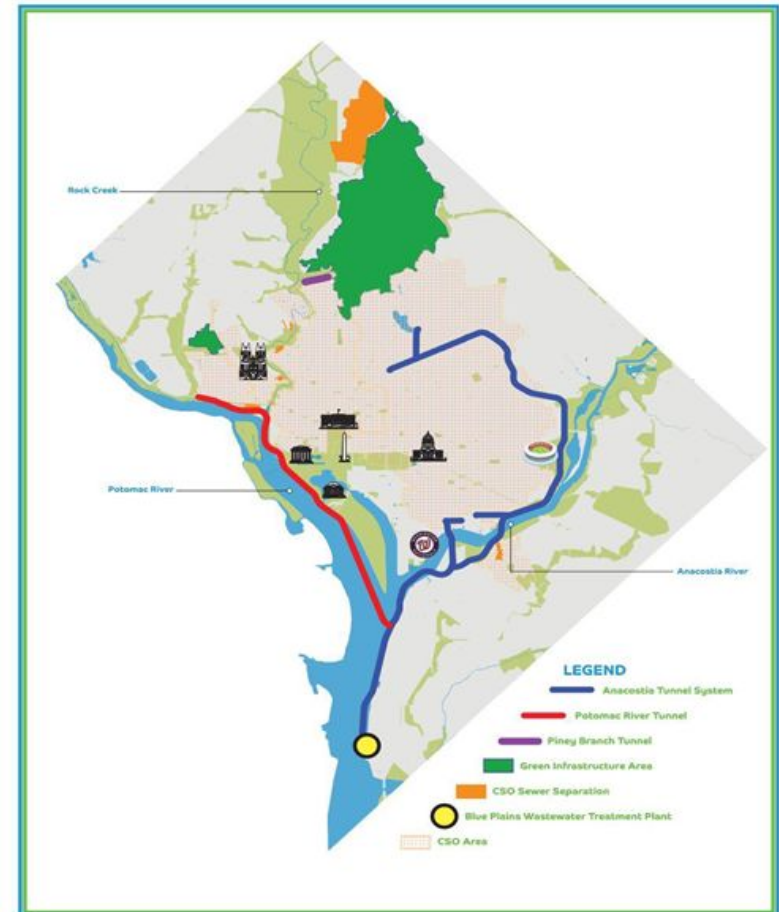 Rock Creek
Potomac River
Anacostia River
LEGEND
Anacostia Tunnel System
Potomac River Tunnel
Piney Branch Tunnel
Green Infrastructure Area
CSO Sewer Separation
Blue Plains Wastewater Treatment Plant
CSO Area